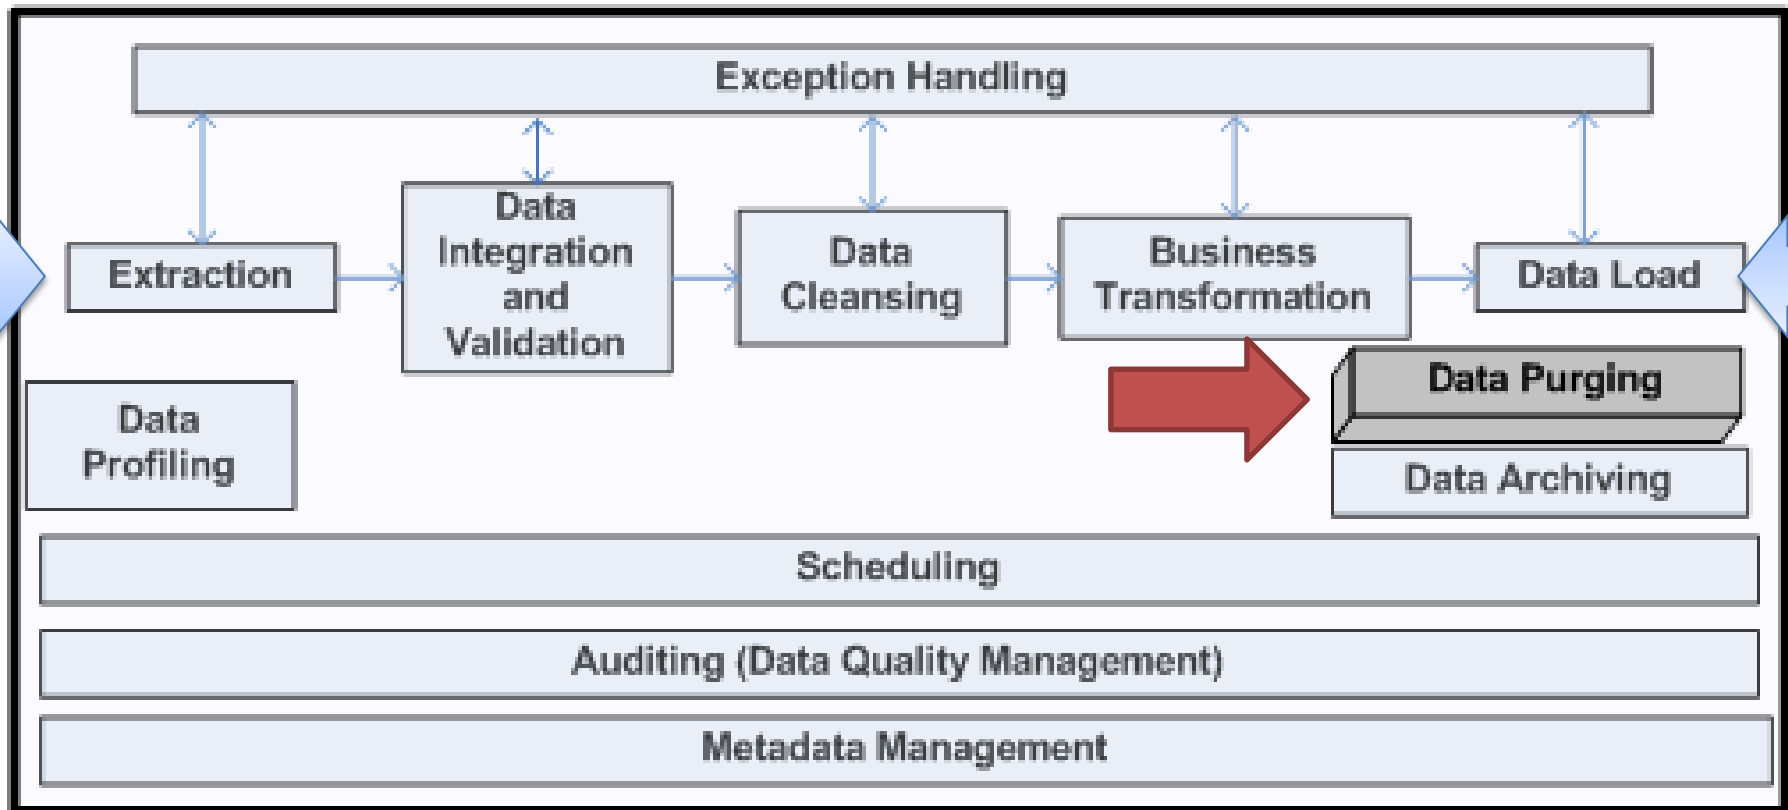 Exception Handling
Extraction
Data
Integration
and
Validation
Data
Cleansing
Business
Transformation
Data Load
Data Purging
Data
Profiling
Data Archiving
Scheduling
Auditing (Data Quality Management)
Metadata Management